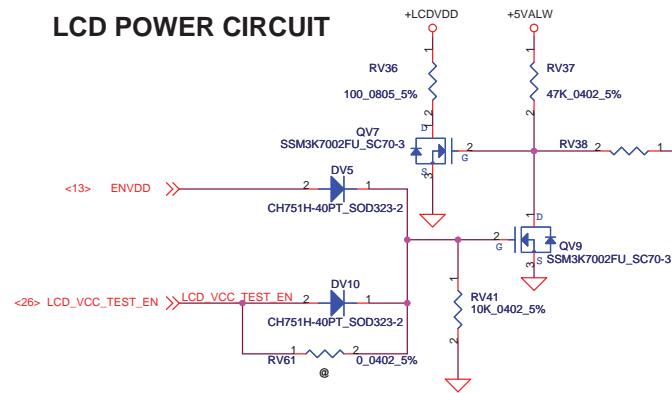 LCD POWER CIRCUIT
+LCDVDD
+5VALW
1
RV36
100_0805_5%
2
1
RV37
47K_0402_5%
2
QV7
SSM3K7002FU_SC70-3
D
1
2
G
S
3
RV38
2
1
<13> ENVDD
2
DV5
1
CH751H-40PT_SOD323-2
2
G
1
D
QV9
SSM3K7002FU_SC70-3
3
S
<26> LCD_VCC_TEST_EN
LCD_VCC_TEST_EN
2
DV10
1
CH751H-40PT_SOD323-2
1
RV61
2
0_0402_5%
@
1
RV41
10K_0402_5%
2